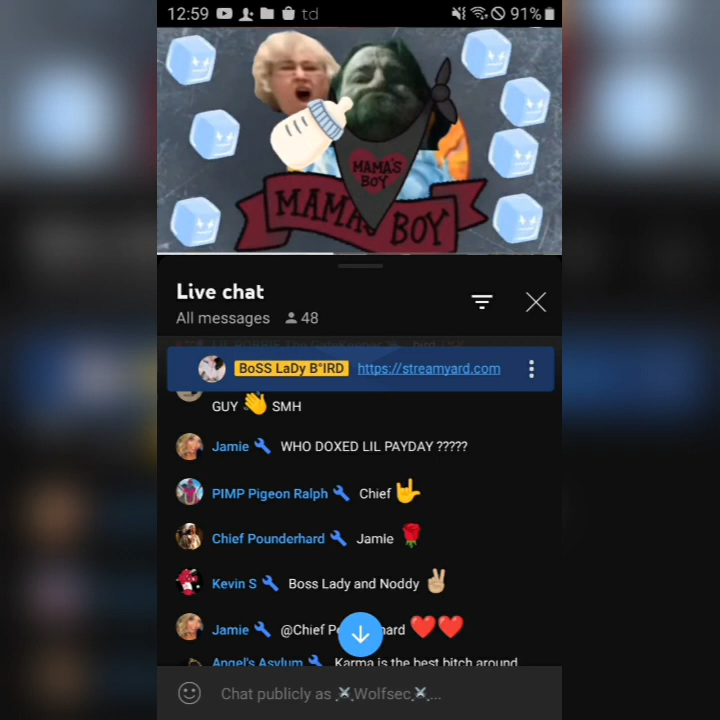 12:59 td 91%
MAMA'S
BOY
MAMA BOY
Live chat
All messages 48
BoSS LaDy B°IRD https://streamyard.com
GUY 👋 SMH
Jamie WHO DOXED LIL PAYDAY ?????
PIMP Pigeon Ralph Chief 🤟
Chief Pounderhard Jamie 🌹
Kevin S Boss Lady and Noddy ✌🏼
Jamie @Chief hard ❤️❤️
Angel's Asylum Karma is the best bitch around
Chat publicly as ⚔Wolfsec⚔...